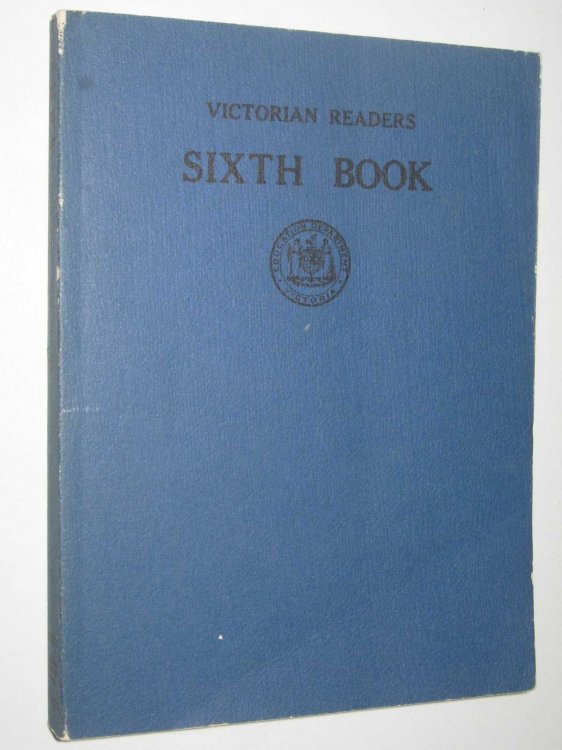 VICTORIAN READERS
SIXTH BOOK
EDUCATION DEPARTMENT
VICTORIA